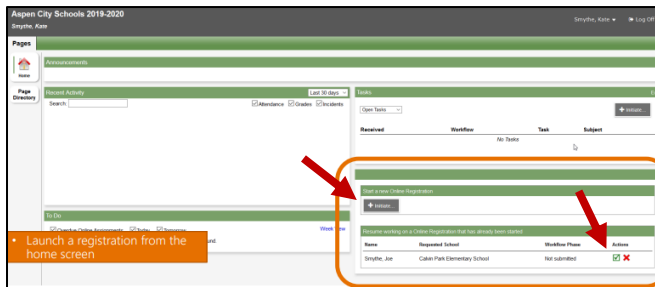 Aspen City Schools 2019-2020
Smythe, Kate
Smythe, Kate
Log Off
Pages
Home
Page
Directory
Announcements
Recent Activity
Last 30 days
Search:
Attendance Grades Incidents
Tasks
Open Tasks
Initiate...
Received Workflow Task Subject
No Tasks
Start a new Online Registration
Initiate...
To Do
Overdue Online Assignments Today Tomorrow
Week View
• Launch a registration from the
home screen
Resume working on a Online Registration that has already been started
Name Requested School Workflow Phase Actions
Smythe, Joe Calvin Park Elementary School Not submitted